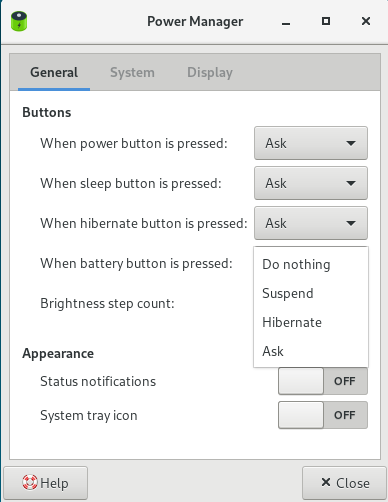 Power Manager
General System Display
Buttons
When power button is pressed: Ask
When sleep button is pressed: Ask
When hibernate button is pressed: Ask
When battery button is pressed:
Do nothing
Suspend
Brightness step count:
Hibernate
Ask
Appearance
Status notifications OFF
System tray icon OFF
Help Close